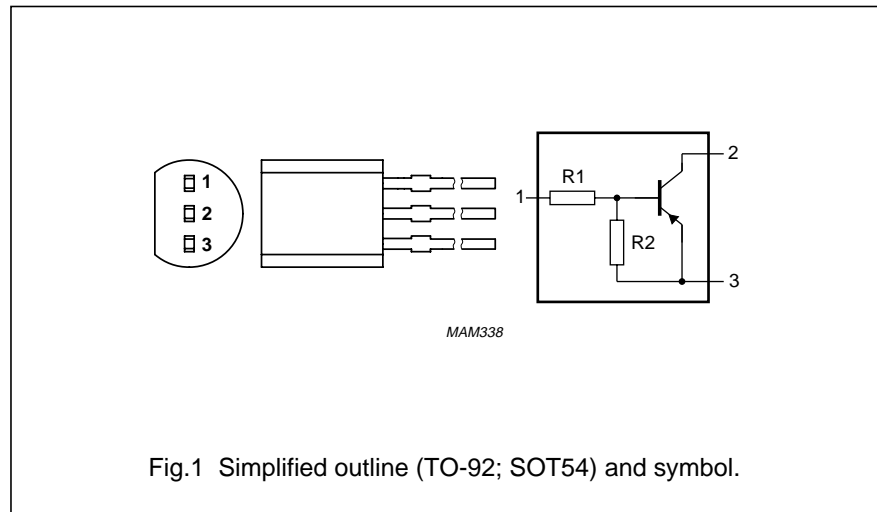 1
2
3
1
R1
R2
2
3
MAM338
Fig.1 Simplified outline (TO-92; SOT54) and symbol.